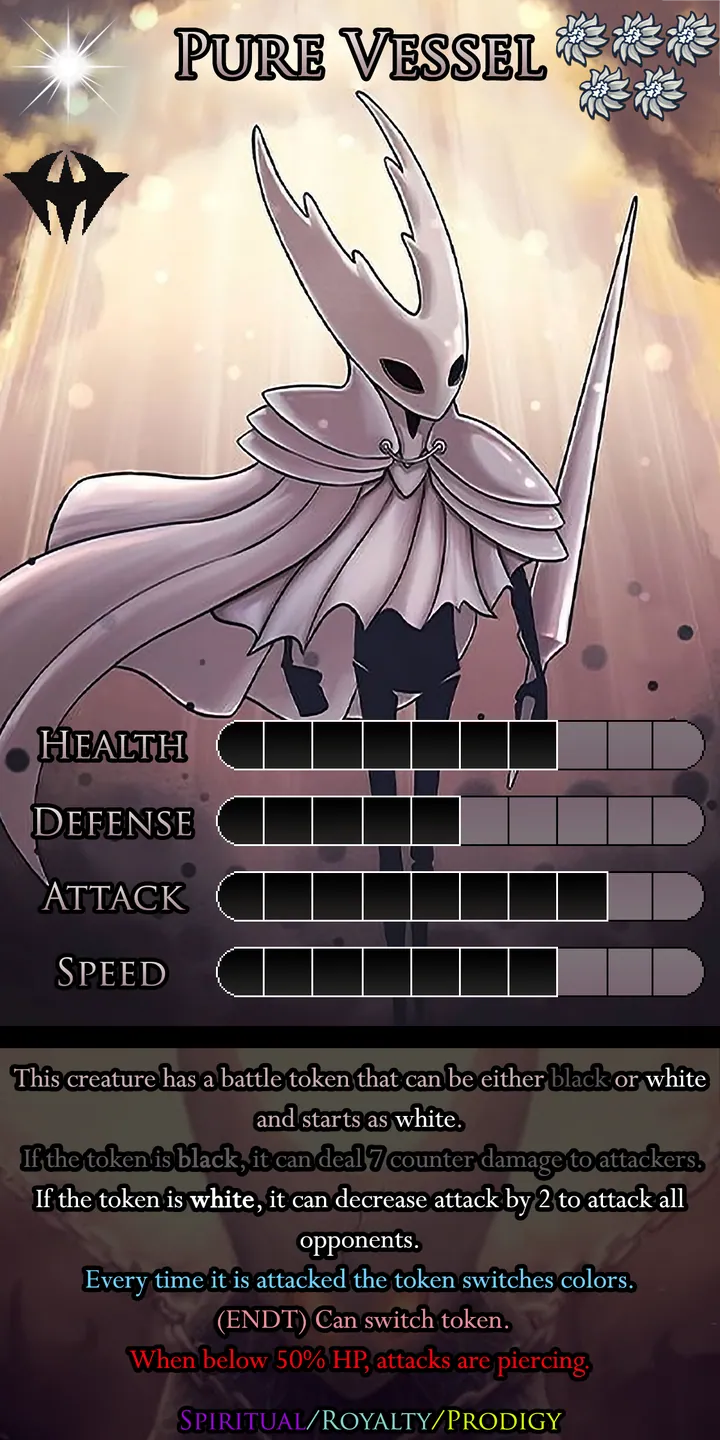 Pure Vessel
Health
Defense
Attack
Speed
This creature has a battle token that can be either black or white
and starts as white.
If the token is black, it can deal 7 counter damage to attackers.
If the token is white, it can decrease attack by 2 to attack all
opponents.
Every time it is attacked the token switches colors.
(ENDT) Can switch token.
When below 50% HP, attacks are piercing.
Spiritual/Royalty/Prodigy